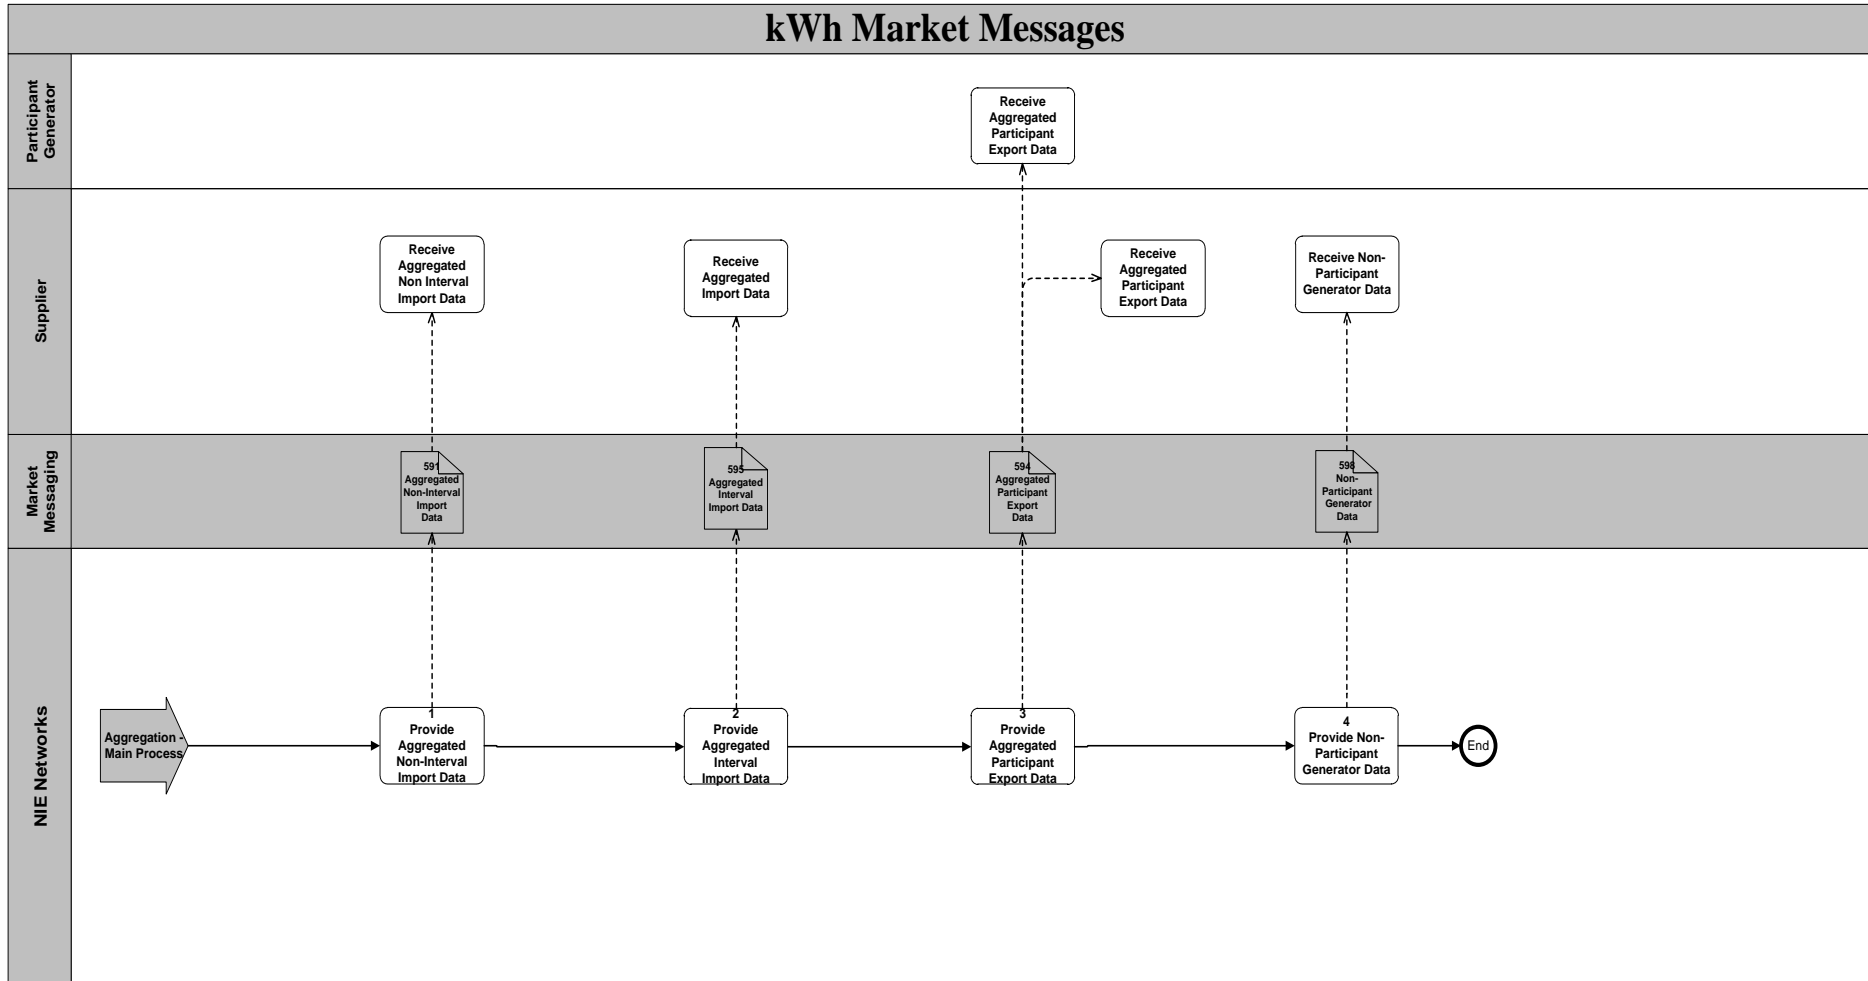 kWh Market Messages
Participant
Generator
Receive
Aggregated
Participant
Export Data
Supplier
Receive
Aggregated
Non Interval
Import Data
Receive
Aggregated
Import Data
Receive
Aggregated
Participant
Export Data
Receive Non-
Participant
Generator Data
Market
Messaging
591
Aggregated
Non-Interval
Import
Data
595
Aggregated
Interval
Import Data
594
Aggregated
Participant
Export
Data
598
Non-
Participant
Generator
Data
NIE Networks
Aggregation -
Main Process
1
Provide
Aggregated
Non-Interval
Import Data
2
Provide
Aggregated
Interval
Import Data
3
Provide
Aggregated
Participant
Export Data
4
Provide Non-
Participant
Generator Data
End